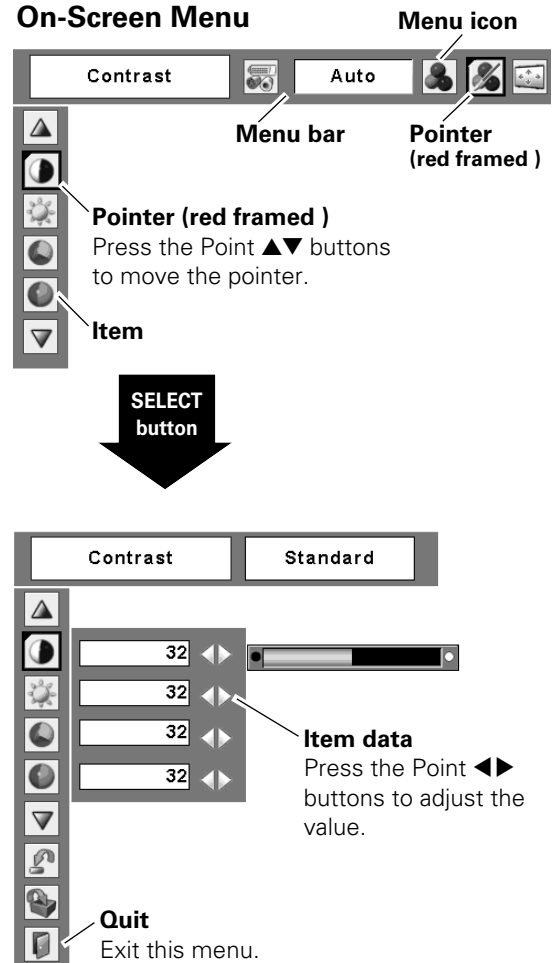 On-Screen Menu
Menu icon
Contrast
Auto
Menu bar
Pointer
(red framed )
Pointer (red framed )
Press the Point ▲▼ buttons
to move the pointer.
Item
SELECT
button
Contrast
Standard
32
32
32
32
Item data
Press the Point ◀▶
buttons to adjust the
value.
Quit
Exit this menu.